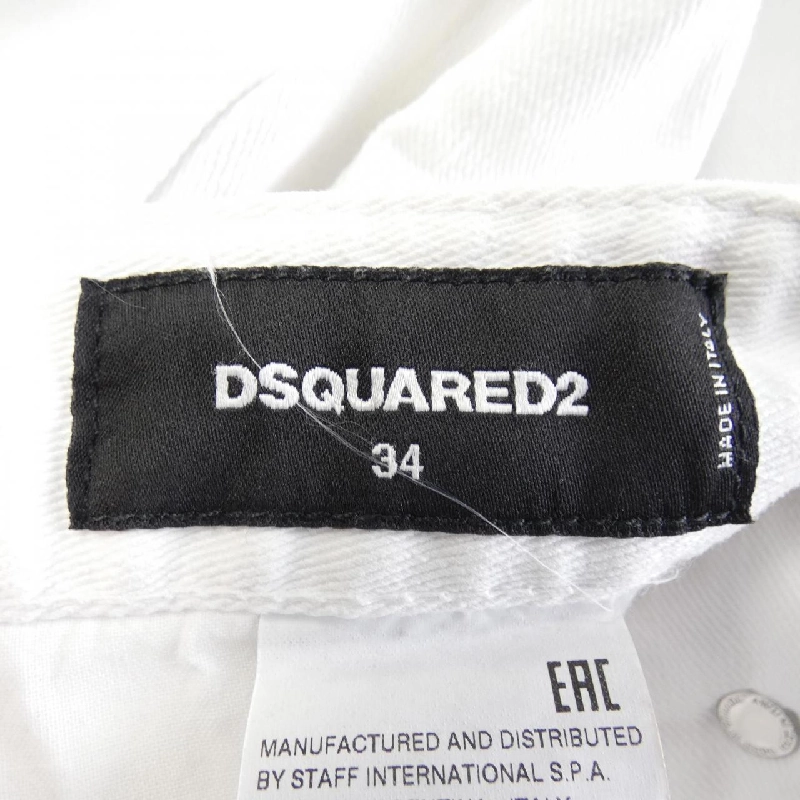 DSQUARED2
34
MADE IN ITALY
EAC
MANUFACTURED AND DISTRIBUTED
BY STAFF INTERNATIONAL S.P.A.